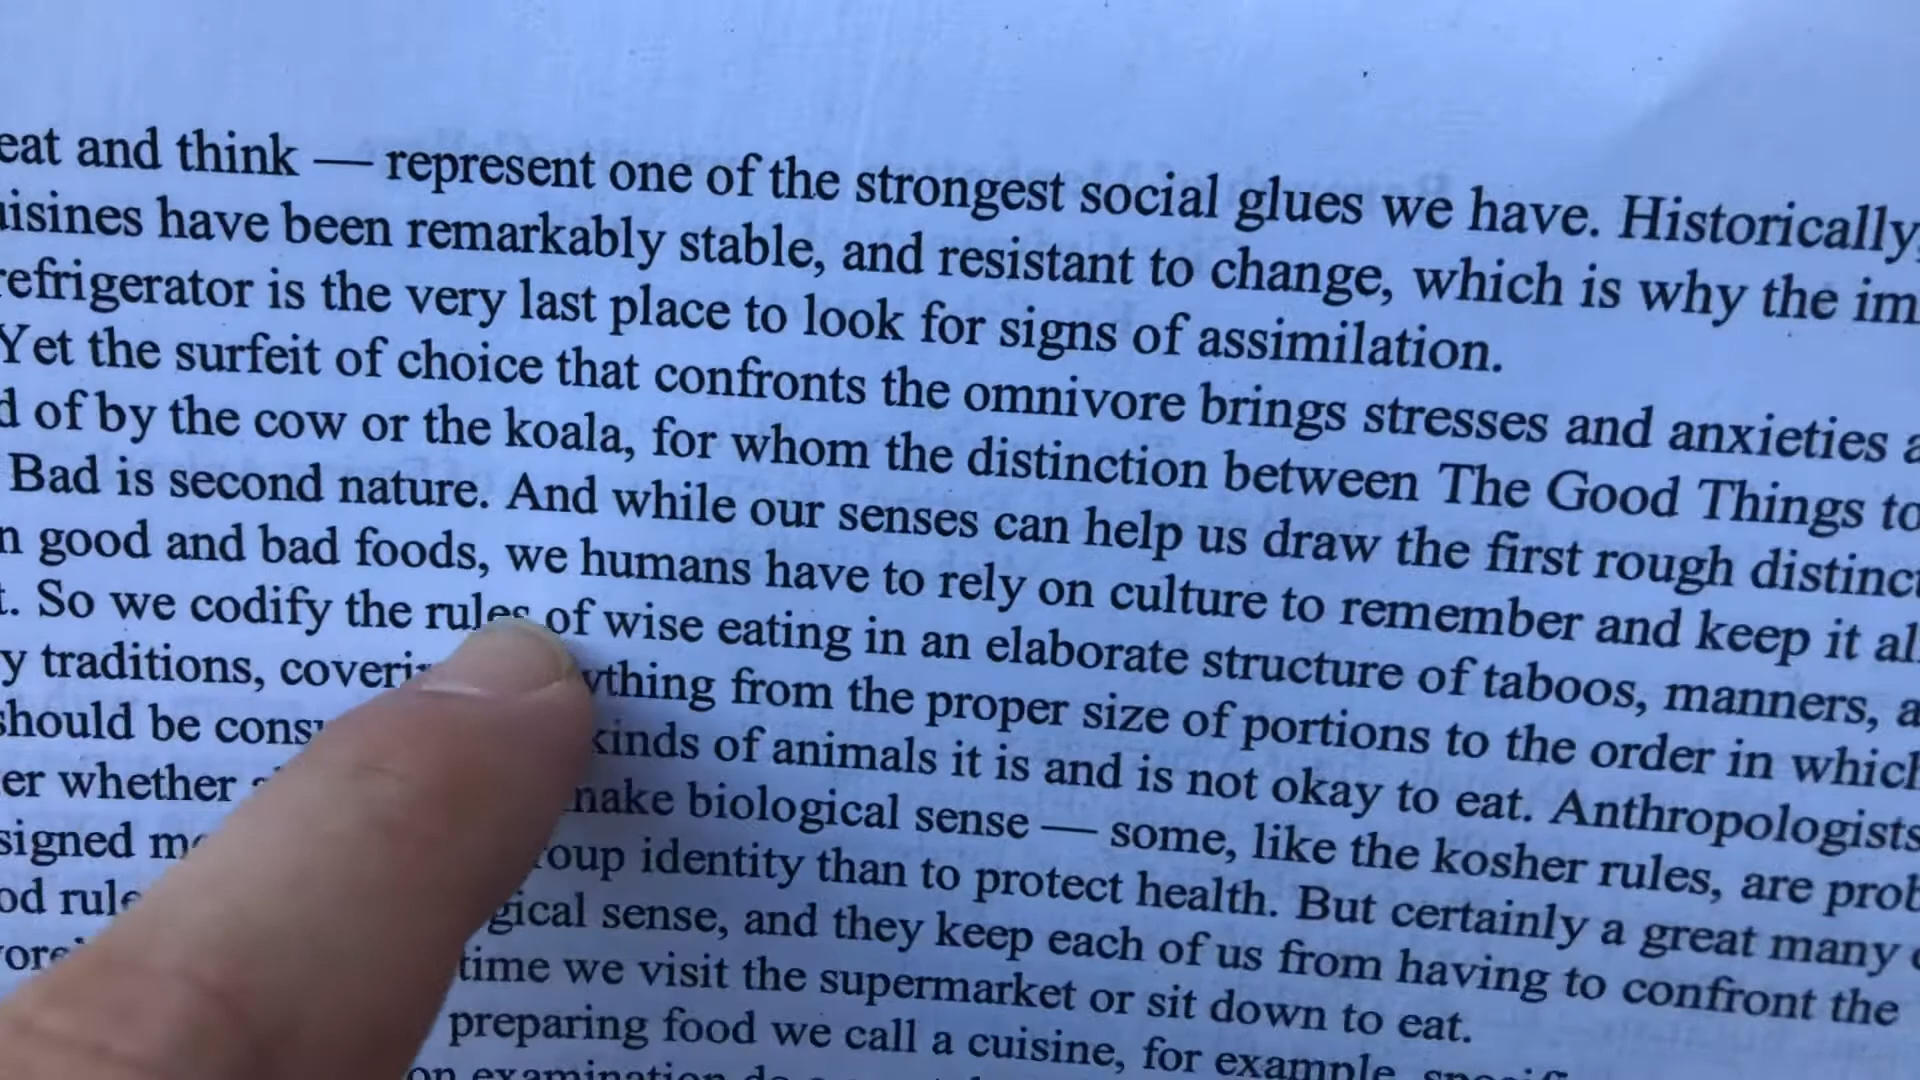 eat and think — represent one of the strongest social glues we have. Historically,
uisines have been remarkably stable, and resistant to change, which is why the im
refrigerator is the very last place to look for signs of assimilation.
Yet the surfeit of choice that confronts the omnivore brings stresses and anxieties a
d of by the cow or the koala, for whom the distinction between The Good Things to
Bad is second nature. And while our senses can help us draw the first rough distinct
n good and bad foods, we humans have to rely on culture to remember and keep it al
t. So we codify the rules of wise eating in an elaborate structure of taboos, manners, a
y traditions, coveri ything from the proper size of portions to the order in which
should be cons kinds of animals it is and is not okay to eat. Anthropologists
er whether make biological sense — some, like the kosher rules, are prob
signed m roup identity than to protect health. But certainly a great many
od rule gical sense, and they keep each of us from having to confront the
vore time we visit the supermarket or sit down to eat.
preparing food we call a cuisine, for example, specif
on examination do